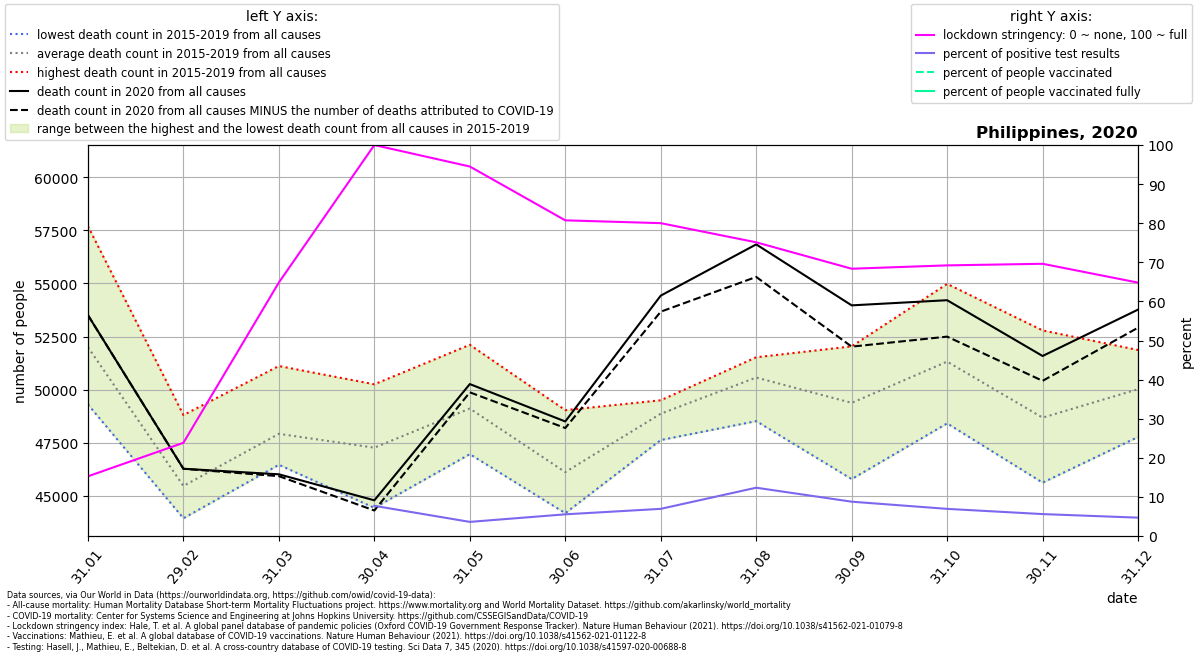 left Y axis:
lowest death count in 2015-2019 from all causes
average death count in 2015-2019 from all causes
highest death count in 2015-2019 from all causes
death count in 2020 from all causes
death count in 2020 from all causes MINUS the number of deaths attributed to COVID-19
range between the highest and the lowest death count from all causes in 2015-2019
right Y axis:
lockdown stringency: 0 ~ none, 100 ~ full
percent of positive test results
percent of people vaccinated
percent of people vaccinated fully
Philippines, 2020
number of people
60000
57500
55000
52500
50000
47500
45000
100
90
80
70
60
50
40
30
20
10
0
percent
31.01
29.02
31.03
30.04
31.05
30.06
31.07
31.08
30.09
31.10
30.11
31.12
date
Data sources, via Our World in Data (https://ourworldindata.org, https://github.com/owid/covid-19-data):
- All-cause mortality: Human Mortality Database Short-term Mortality Fluctuations project. https://www.mortality.org and World Mortality Dataset. https://github.com/akarlinsky/world_mortality
- COVID-19 mortality: Center for Systems Science and Engineering at Johns Hopkins University. https://github.com/CSSEGISandData/COVID-19
- Lockdown stringency index: Hale, T. et al. A global panel database of pandemic policies (Oxford COVID-19 Government Response Tracker). Nature Human Behaviour (2021). https://doi.org/10.1038/s41562-021-01079-8
- Vaccinations: Mathieu, E. et al. A global database of COVID-19 vaccinations. Nature Human Behaviour (2021). https://doi.org/10.1038/s41562-021-01122-8
- Testing: Hasell, J., Mathieu, E., Beltekian, D. et al. A cross-country database of COVID-19 testing. Sci Data 7, 345 (2020). https://doi.org/10.1038/s41597-020-00688-8